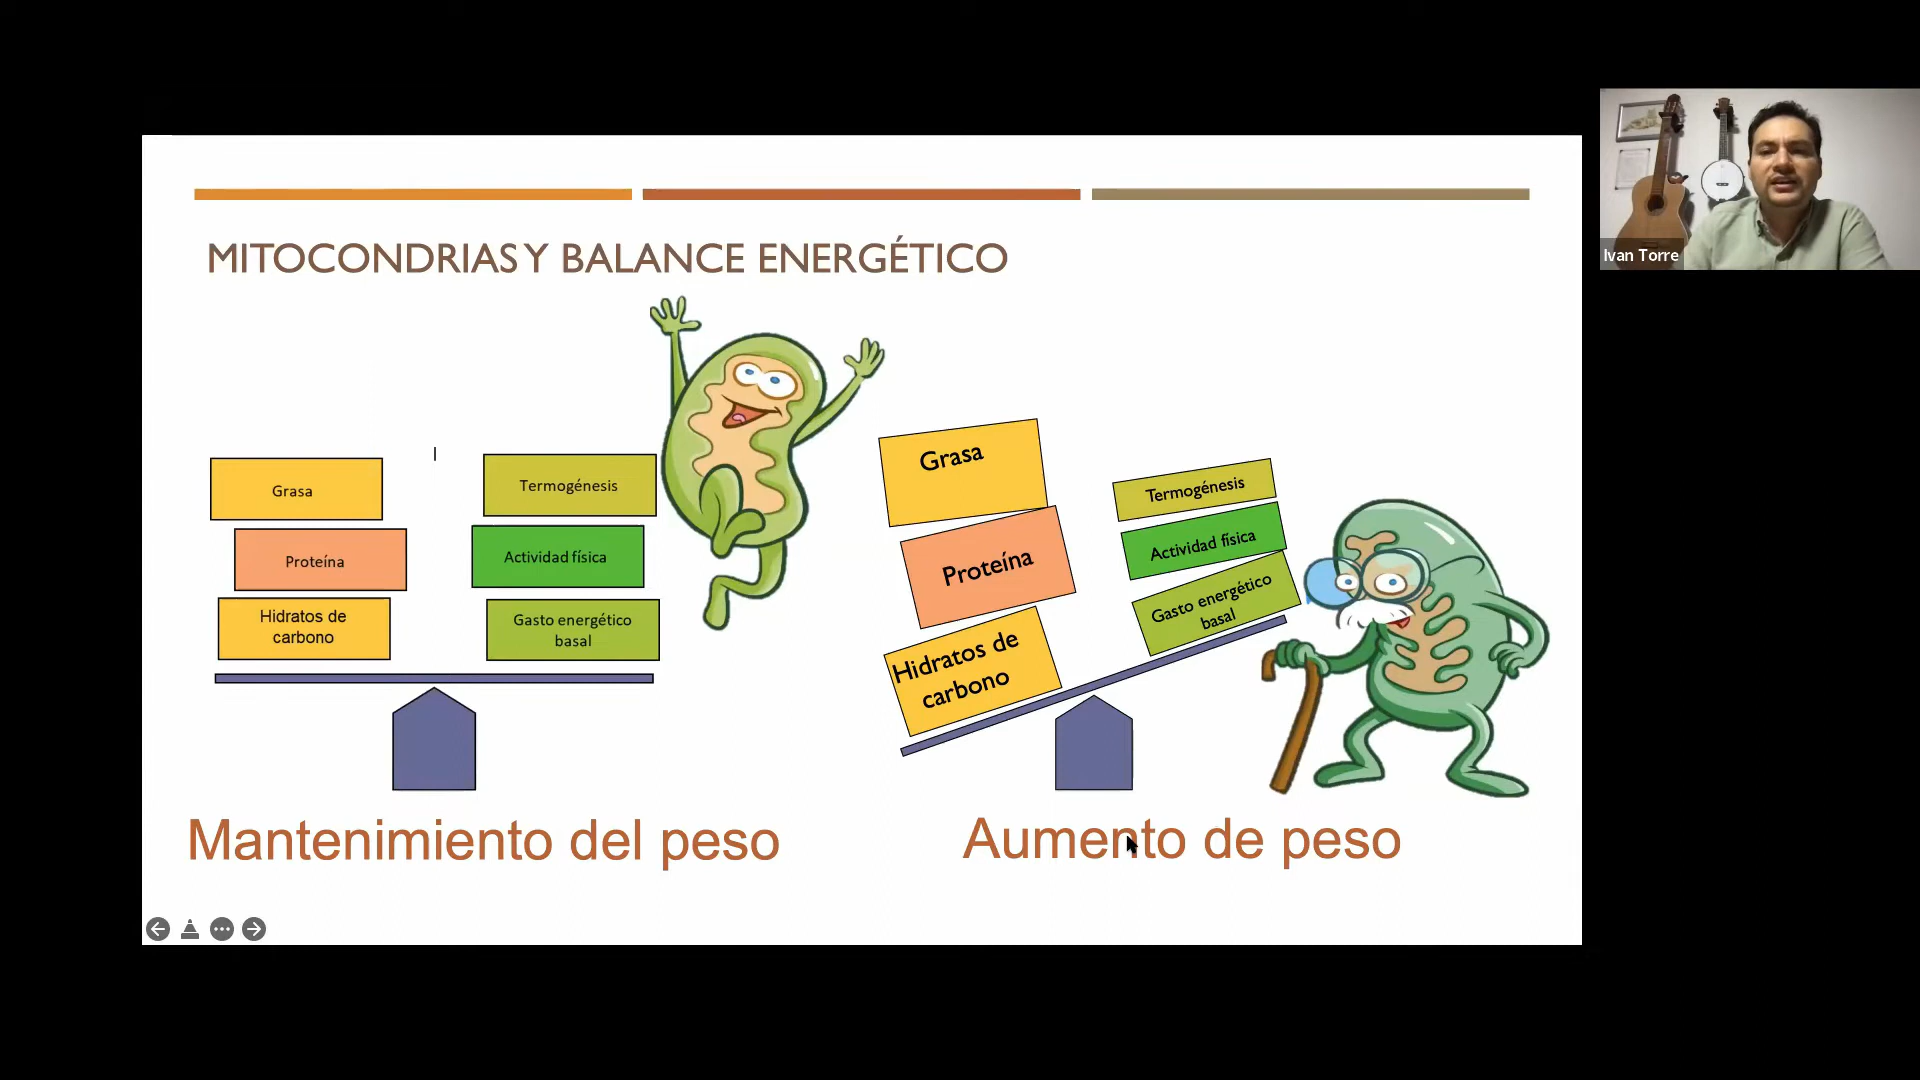 MITOCONDRIAS Y BALANCE ENERGÉTICO
Grasa
Proteína
Hidratos de
carbono
Termogénesis
Actividad física
Gasto energético
basal
Mantenimiento del peso
Grasa
Proteína
Hidratos de
carbono
Termogénesis
Actividad física
Gasto energético
basal
Aumento de peso
Ivan Torre